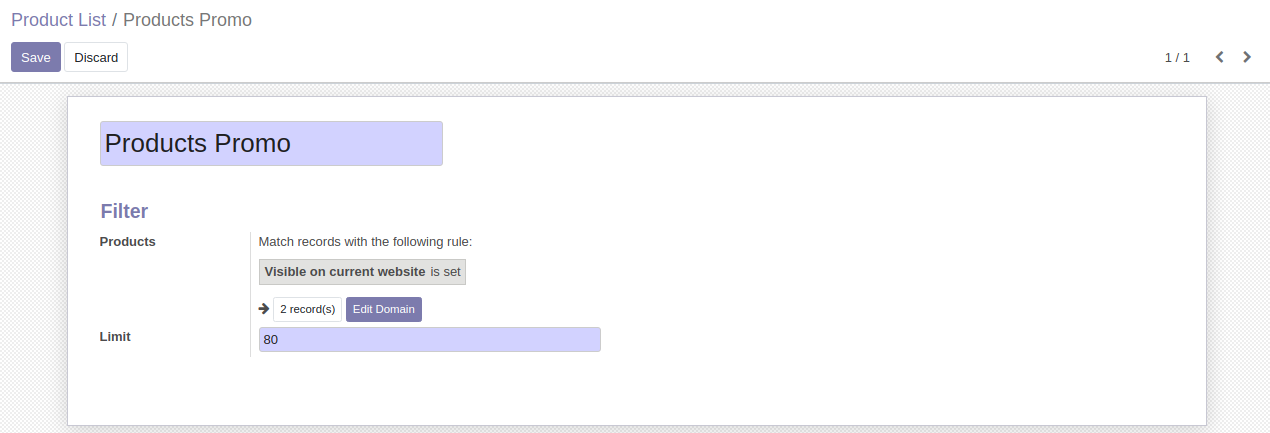 Product List / Products Promo
Save Discard 1 / 1
Products Promo
Filter
Products Match records with the following rule:
Visible on current website is set
2 record(s) Edit Domain
Limit 80